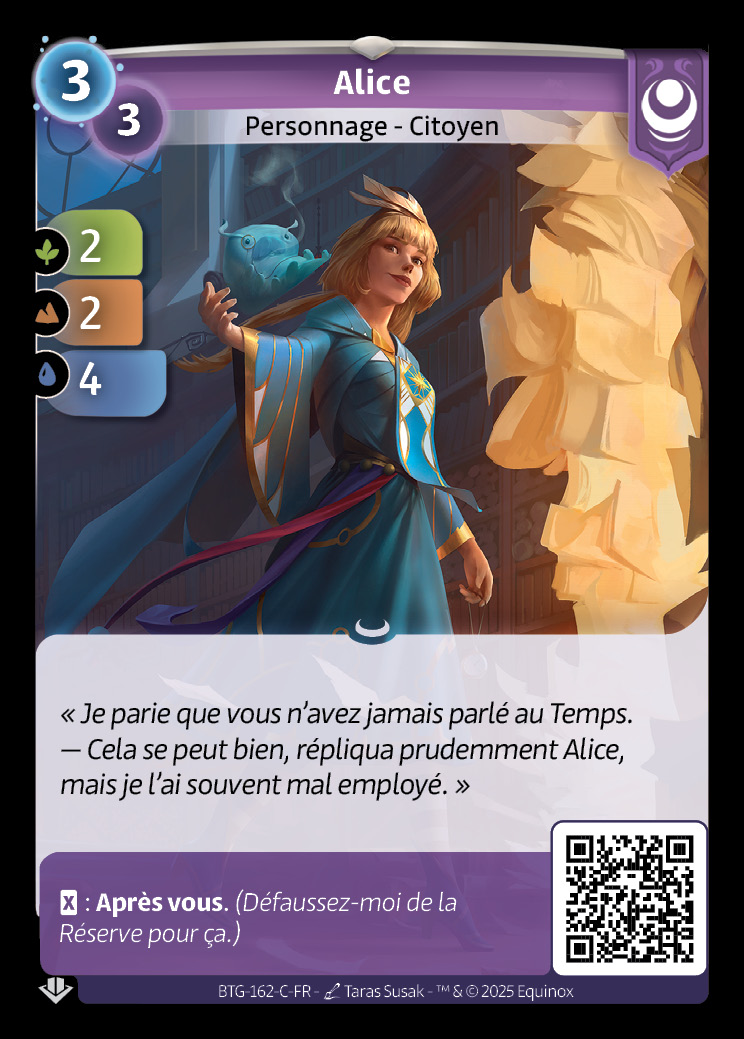 3
Alice
3
Personnage - Citoyen
2
2
4
« Je parie que vous n’avez jamais parlé au Temps.
— Cela se peut bien, répliqua prudemment Alice,
mais je l’ai souvent mal employé. »
X : Après vous. (Défaussez-moi de la
Réserve pour ça.)
BTG-162-C-FR - Taras Susak - ™ & © 2025 Equinox